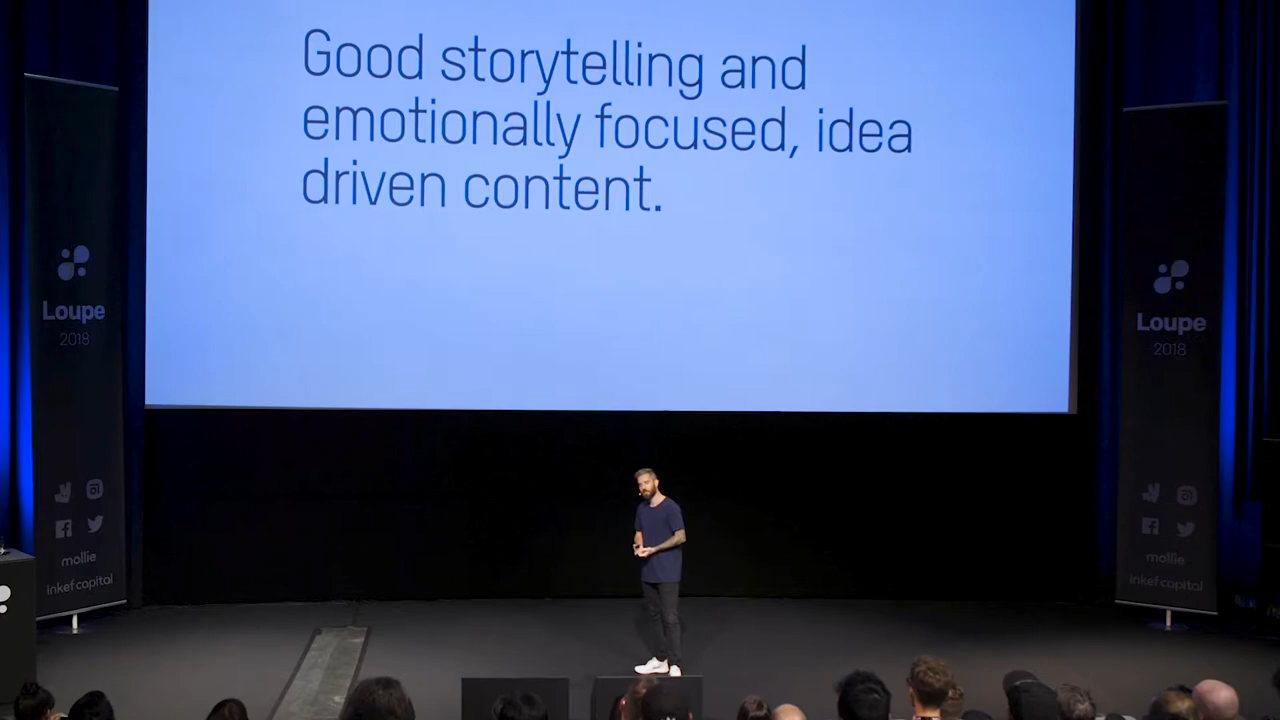 Good storytelling and
emotionally focused, idea
driven content.
Loupe
2018
mollie
inkef capital
Loupe
2018
mollie
inkef capital